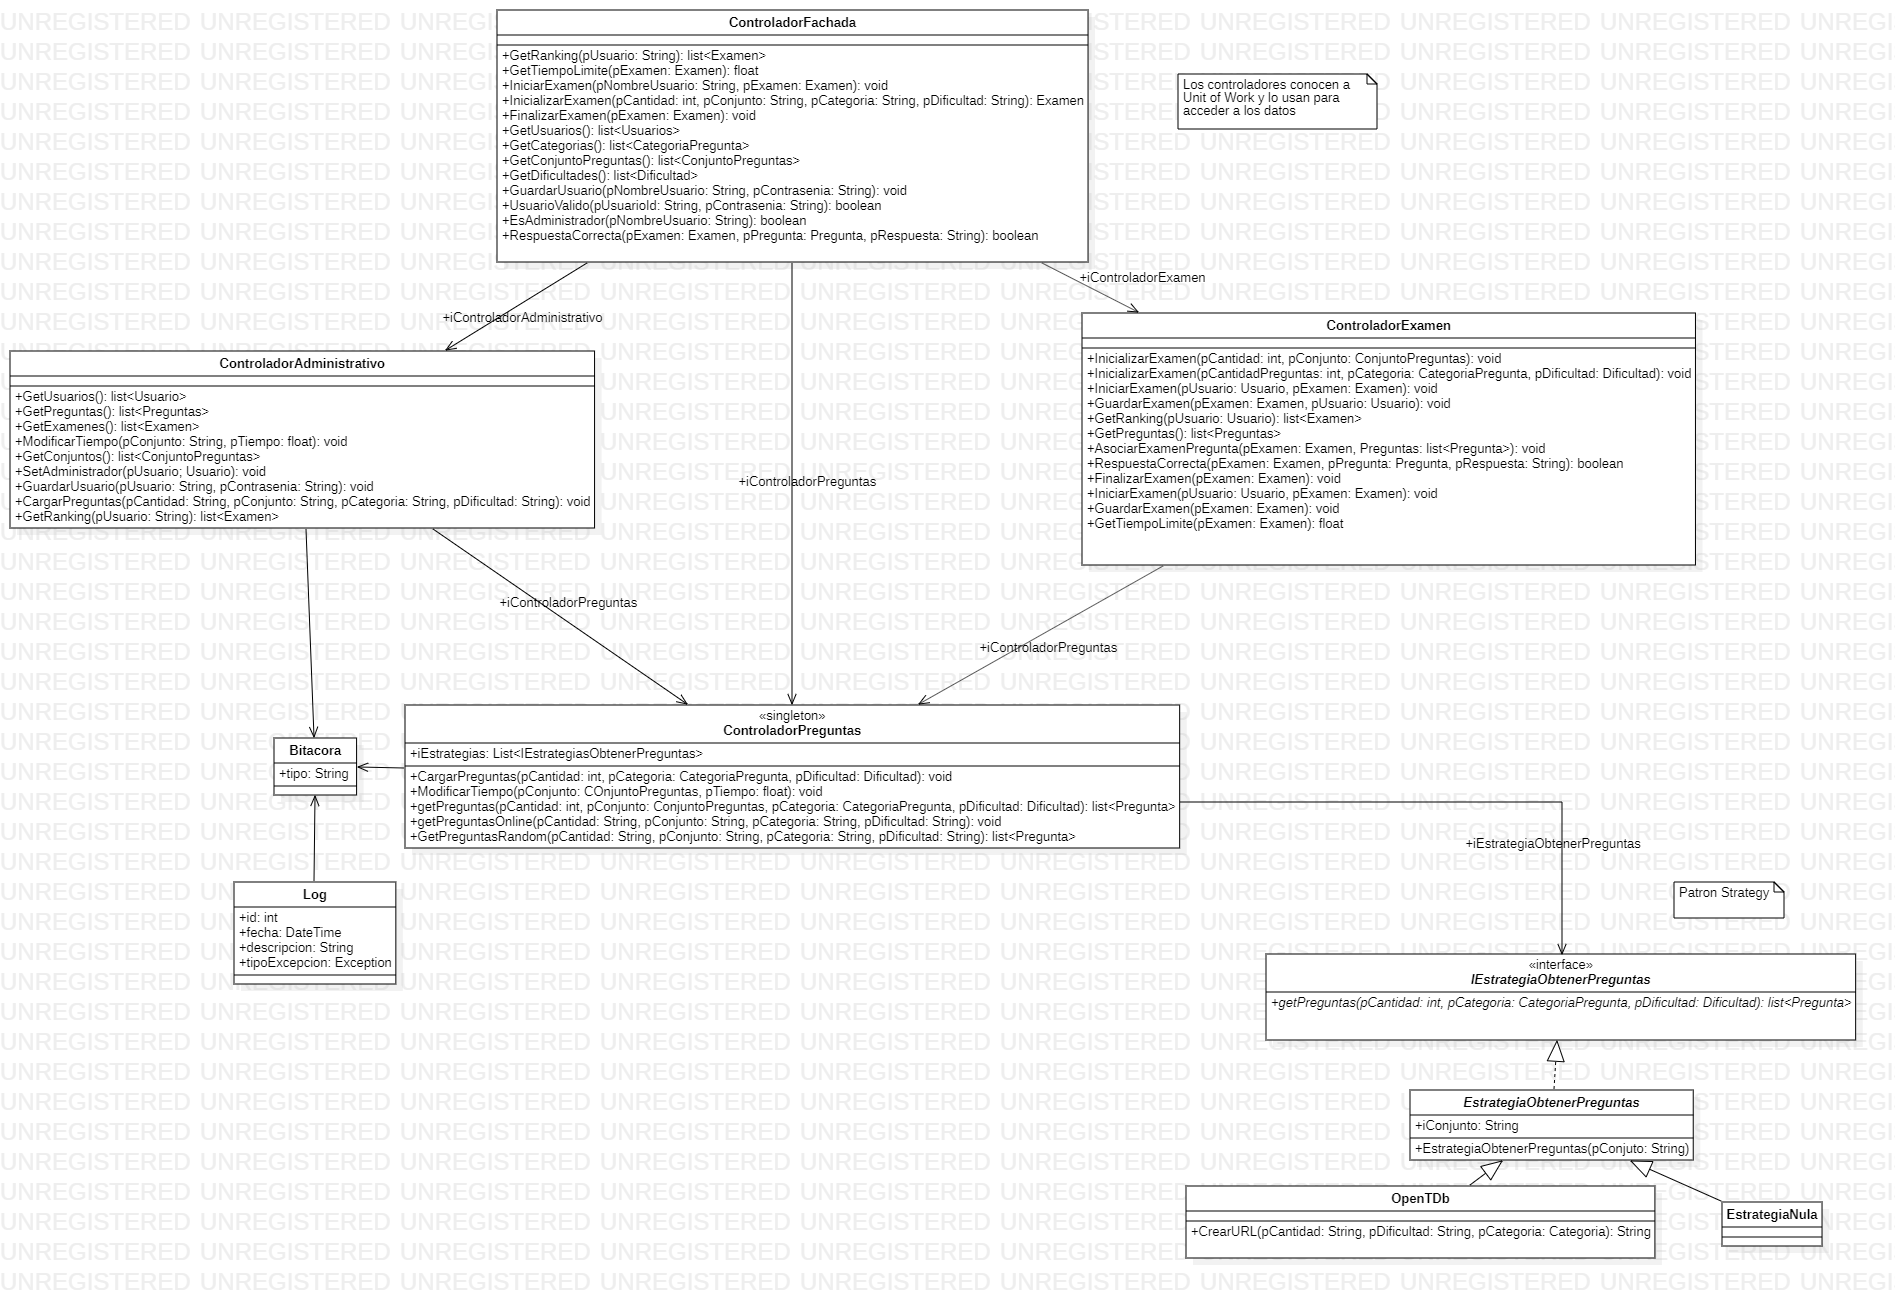 ControladorFachada
+GetRanking(pUsuario: String): list<Examen>
+GetTiempoLimite(pExamen: Examen): float
+IniciarExamen(pNombreUsuario: String, pExamen: Examen): void
+InicializarExamen(pCantidad: int, pConjunto: String, pCategoria: String, pDificultad: String): Examen
+FinalizarExamen(pExamen: Examen): void
+GetUsuarios(): list<Usuarios>
+GetCategorias(): list<CategoriaPregunta>
+GetConjuntoPreguntas(): list<ConjuntoPreguntas>
+GetDificultades(): list<Dificultad>
+GuardarUsuario(pNombreUsuario: String, pContrasenia: String): void
+UsuarioValido(pUsuarioId: String, pContrasenia: String): boolean
+EsAdministrador(pNombreUsuario: String): boolean
+RespuestaCorrecta(pExamen: Examen, pPregunta: Pregunta, pRespuesta: String): boolean
Los controladores conocen a
Unit of Work y lo usan para
acceder a los datos
+iControladorExamen
+iControladorAdministrativo
ControladorAdministrativo
+GetUsuarios(): list<Usuario>
+GetPreguntas(): list<Preguntas>
+GetExamenes(): list<Examen>
+ModificarTiempo(pConjunto: String, pTiempo: float): void
+GetConjuntos(): list<ConjuntoPreguntas>
+SetAdministrador(pUsuario; Usuario): void
+GuardarUsuario(pUsuario: String, pContrasenia: String): void
+CargarPreguntas(pCantidad: String, pConjunto: String, pCategoria: String, pDificultad: String): void
+GetRanking(pUsuario: String): list<Examen>
+iControladorPreguntas
ControladorExamen
+InicializarExamen(pCantidad: int, pConjunto: ConjuntoPreguntas): void
+InicializarExamen(pCantidadPreguntas: int, pCategoria: CategoriaPregunta, pDificultad: Dificultad): void
+IniciarExamen(pUsuario: Usuario, pExamen: Examen): void
+GuardarExamen(pExamen: Examen, pUsuario: Usuario): void
+GetRanking(pUsuario: Usuario): list<Examen>
+GetPreguntas(): list<Preguntas>
+AsociarExamenPregunta(pExamen: Examen, Preguntas: list<Pregunta>): void
+RespuestaCorrecta(pExamen: Examen, pPregunta: Pregunta, pRespuesta: String): boolean
+FinalizarExamen(pExamen: Examen): void
+IniciarExamen(pUsuario: Usuario, pExamen: Examen): void
+GuardarExamen(pExamen: Examen): void
+GetTiempoLimite(pExamen: Examen): float
+iControladorPreguntas
+iControladorPreguntas
«singleton»
ControladorPreguntas
+iEstrategias: List<IEstrategiasObtenerPreguntas>
+CargarPreguntas(pCantidad: int, pCategoria: CategoriaPregunta, pDificultad: Dificultad): void
+ModificarTiempo(pConjunto: COnjuntoPreguntas, pTiempo: float): void
+getPreguntas(pCantidad: int, pConjunto: ConjuntoPreguntas, pCategoria: CategoriaPregunta, pDificultad: Dificultad): list<Pregunta>
+getPreguntasOnline(pCantidad: String, pConjunto: String, pCategoria: String, pDificultad: String): void
+GetPreguntasRandom(pCantidad: String, pConjunto: String, pCategoria: String, pDificultad: String): list<Pregunta>
Bitacora
+tipo: String
Log
+id: int
+fecha: DateTime
+descripcion: String
+tipoExcepcion: Exception
+iEstrategiaObtenerPreguntas
Patron Strategy
«interface»
IEstrategiaObtenerPreguntas
+getPreguntas(pCantidad: int, pCategoria: CategoriaPregunta, pDificultad: Dificultad): list<Pregunta>
EstrategiaObtenerPreguntas
+iConjunto: String
+EstrategiaObtenerPreguntas(pConjuto: String)
OpenTDb
+CrearURL(pCantidad: String, pDificultad: String, pCategoria: Categoria): String
EstrategiaNula